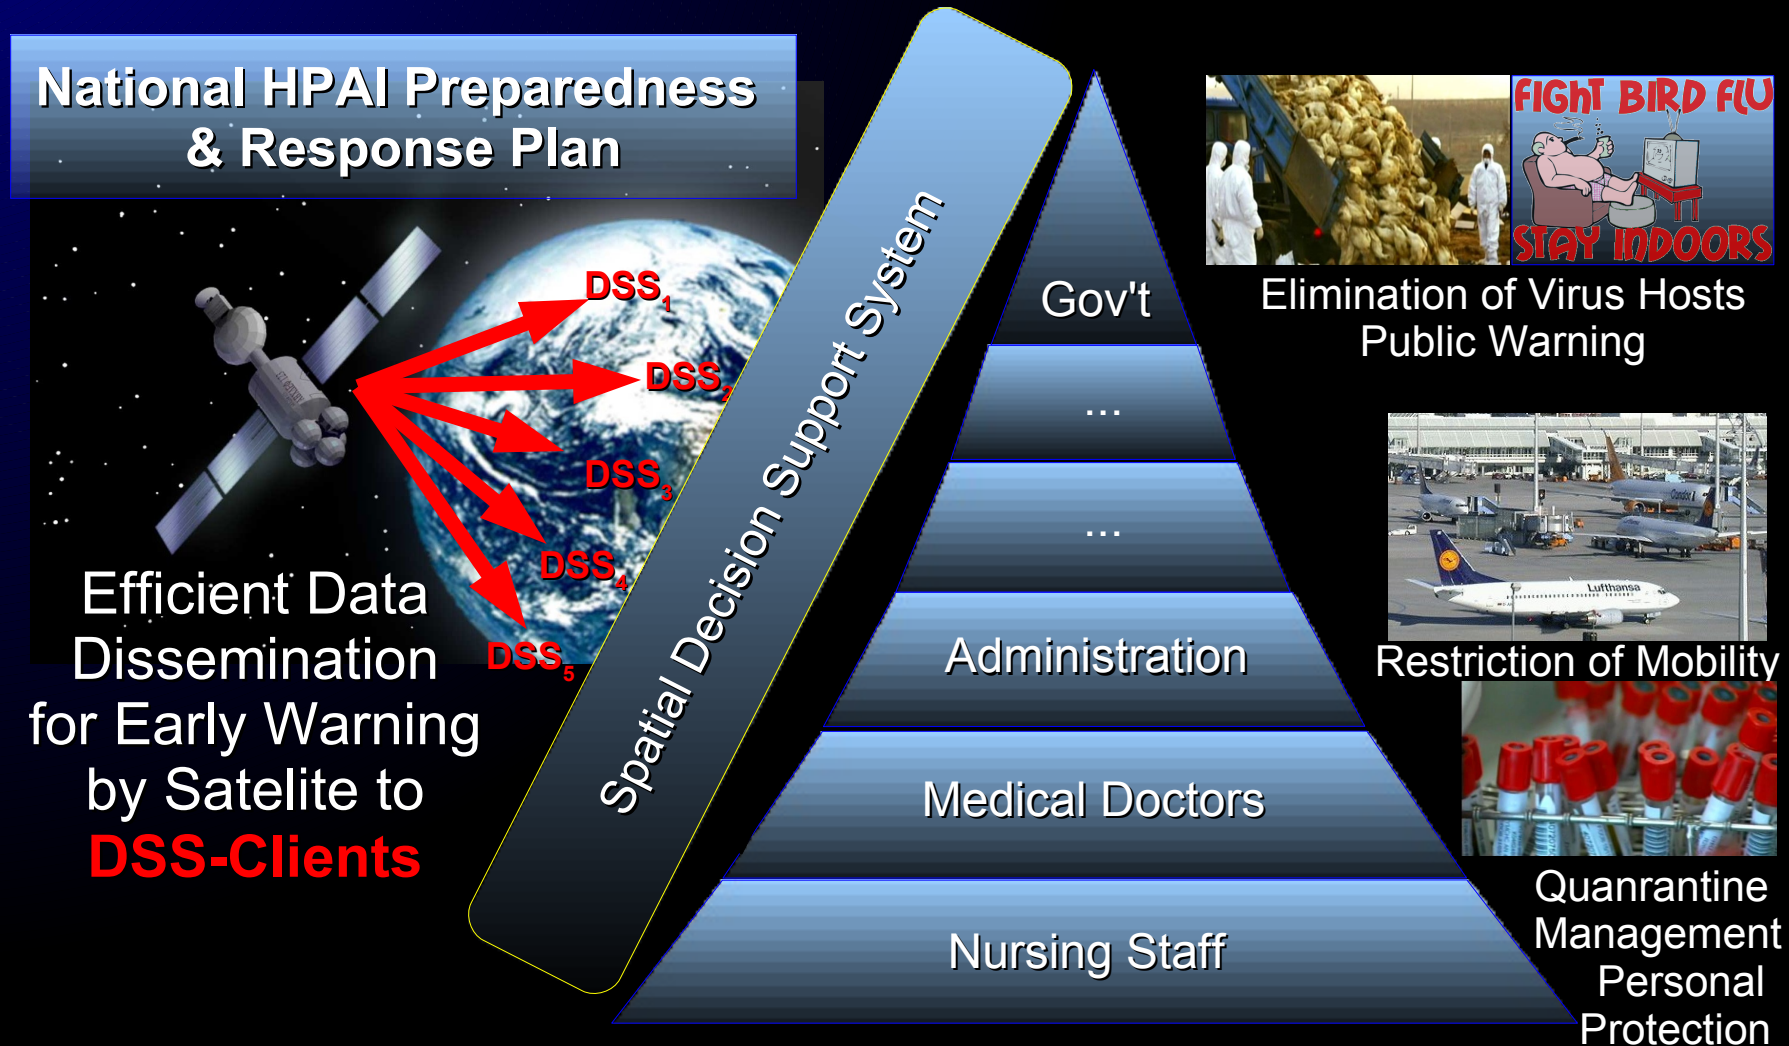 National HPAI Preparedness
& Response Plan
DSS1
DSS2
DSS3
DSS4
DSS5
Efficient Data
Dissemination
for Early Warning
by Satelite to
DSS-Clients
Spatial Decision Support System
Gov't
...
...
Administration
Medical Doctors
Nursing Staff
FIGHT BIRD FLU
STAY INDOORS
Elimination of Virus Hosts
Public Warning
Condor
Lufthansa
Restriction of Mobility
Quanrantine
Management
Personal
Protection